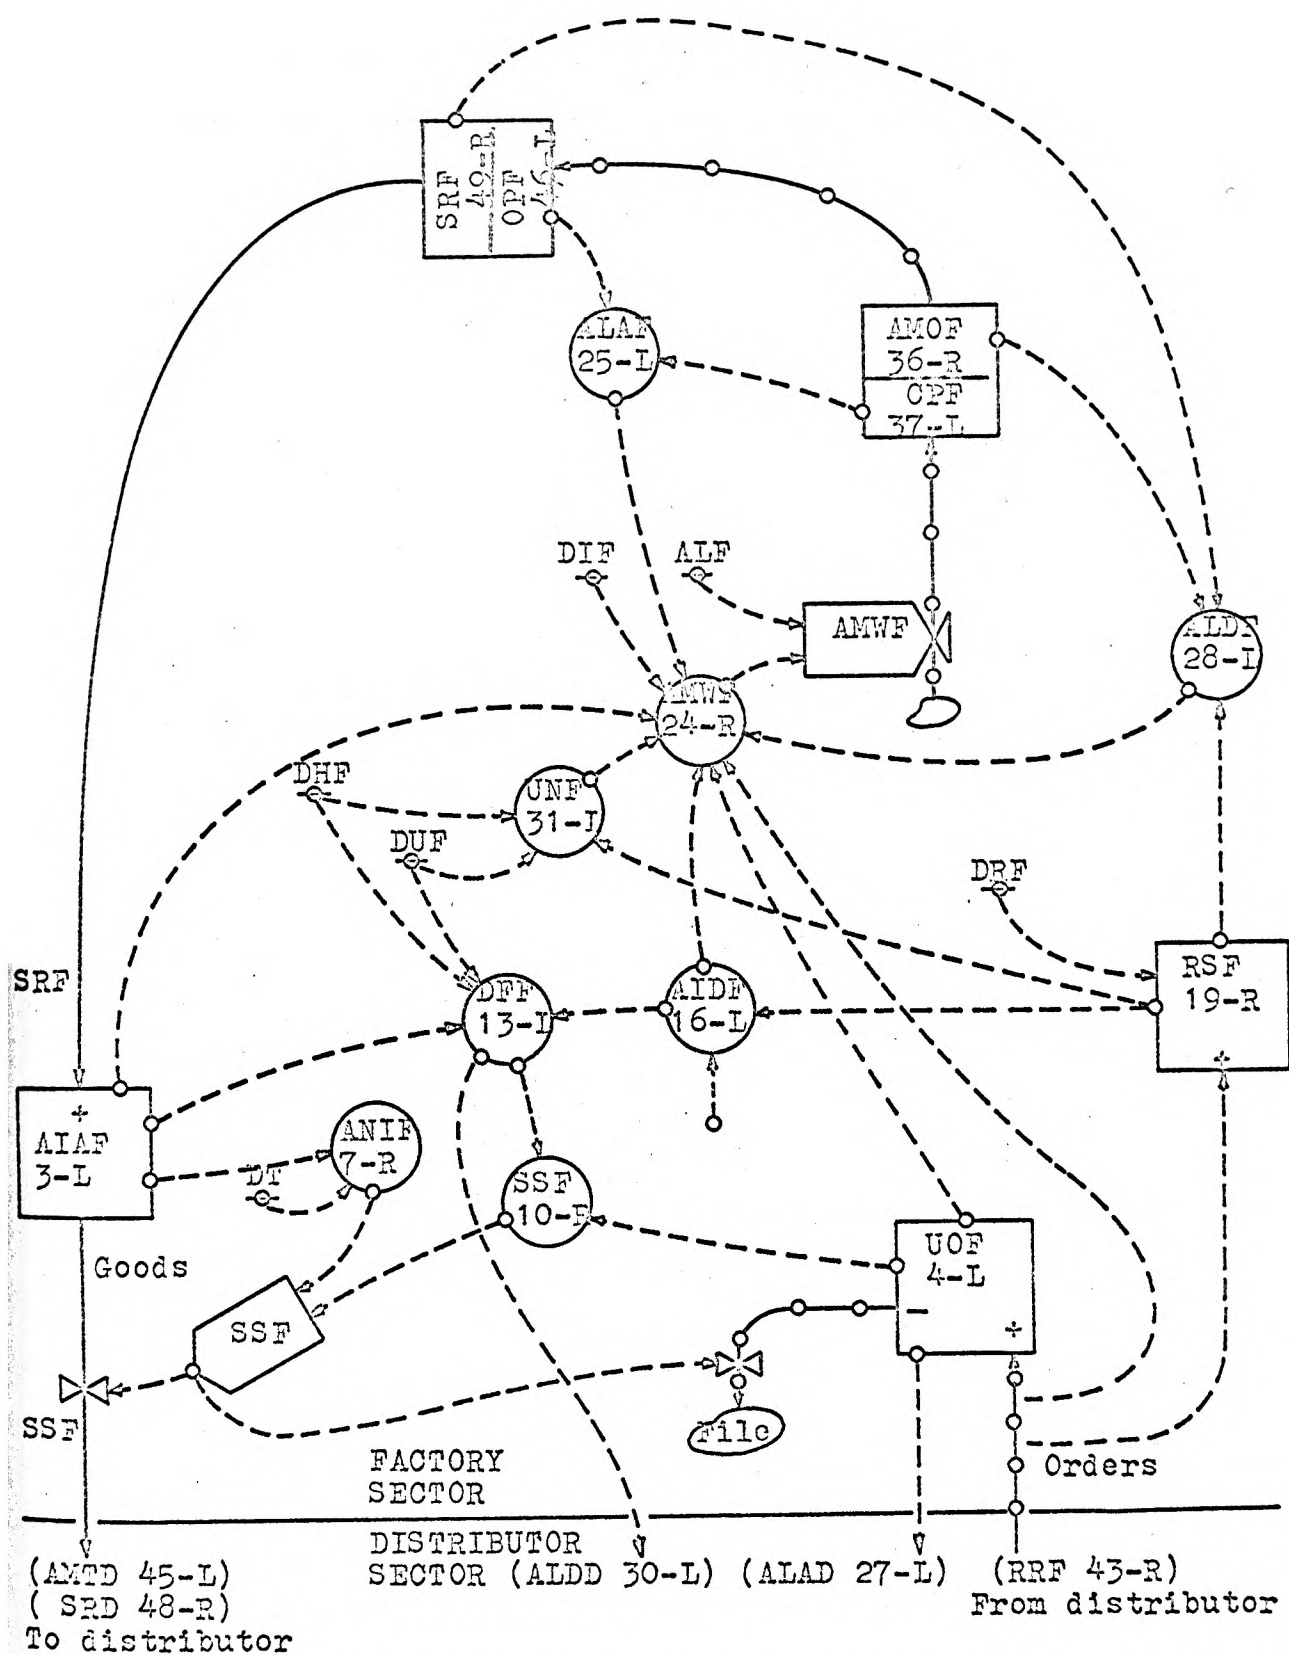 SRF
49-R
OPF
46-L
ALAF
25-L
AMOF
36-R
CPF
37-L
DIF
ALF
AMWF
ALDF
28-I
AMWF
24-R
DHF
UNF
31-I
DUF
DRF
SRF
DFF
13-I
AIDF
16-L
RSF
19-R
+
+
AIAF
3-L
ANIF
7-R
DT
SSF
10-R
UOF
4-L
-
+
Goods
SSF
SSF
File
Orders
FACTORY
SECTOR
DISTRIBUTOR
SECTOR (ALDD 30-L) (ALAD 27-L)
(AMTD 45-L)
( SRD 48-R)
To distributor
(RRF 43-R)
From distributor